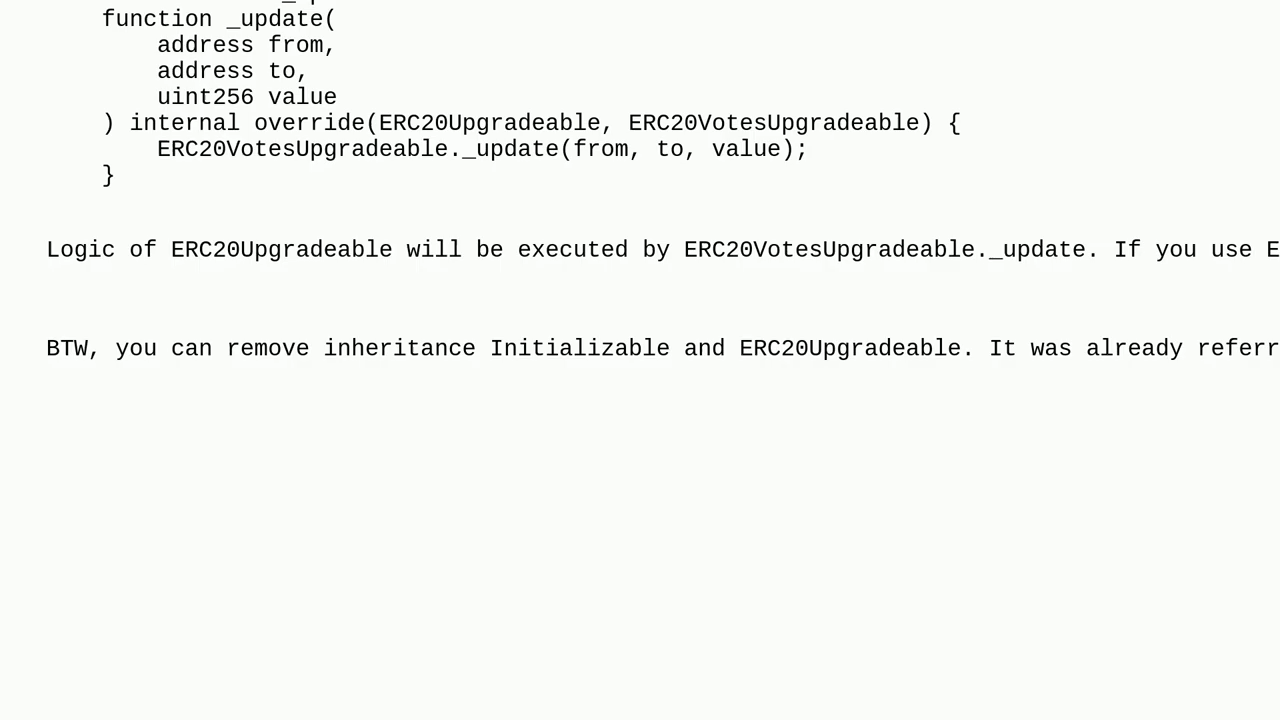 function _update(
address from,
address to,
uint256 value
) internal override(ERC20Upgradeable, ERC20VotesUpgradeable) {
ERC20VotesUpgradeable._update(from, to, value);
}
Logic of ERC20Upgradeable will be executed by ERC20VotesUpgradeable._update. If you use
BTW, you can remove inheritance Initializable and ERC20Upgradeable. It was already